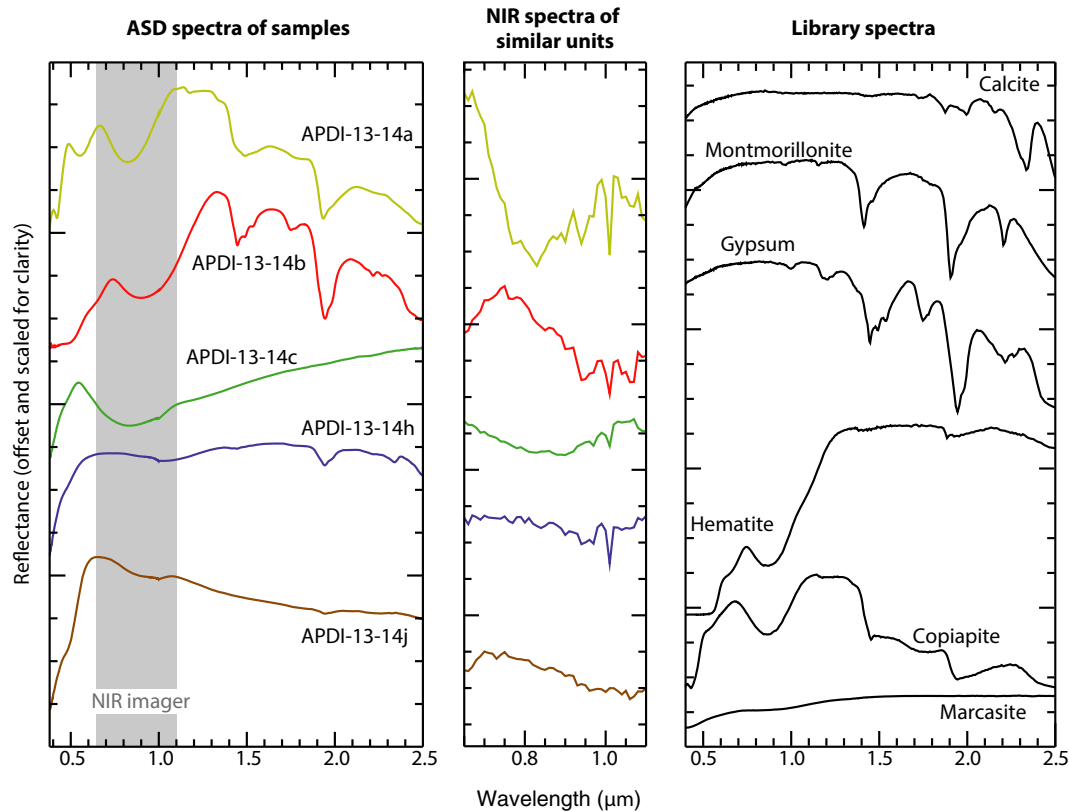 ASD spectra of samples
NIR spectra of
similar units
Library spectra
Reflectance (offset and scaled for clarity)
APDI-13-14a
APDI-13-14b
APDI-13-14c
APDI-13-14h
APDI-13-14j
NIR imager
Calcite
Montmorillonite
Gypsum
Hematite
Copiapite
Marcasite
0.5 1.0 1.5 2.0 2.5
1.0
0.5 1.0 1.5 2.0 2.5
Wavelength (µm)